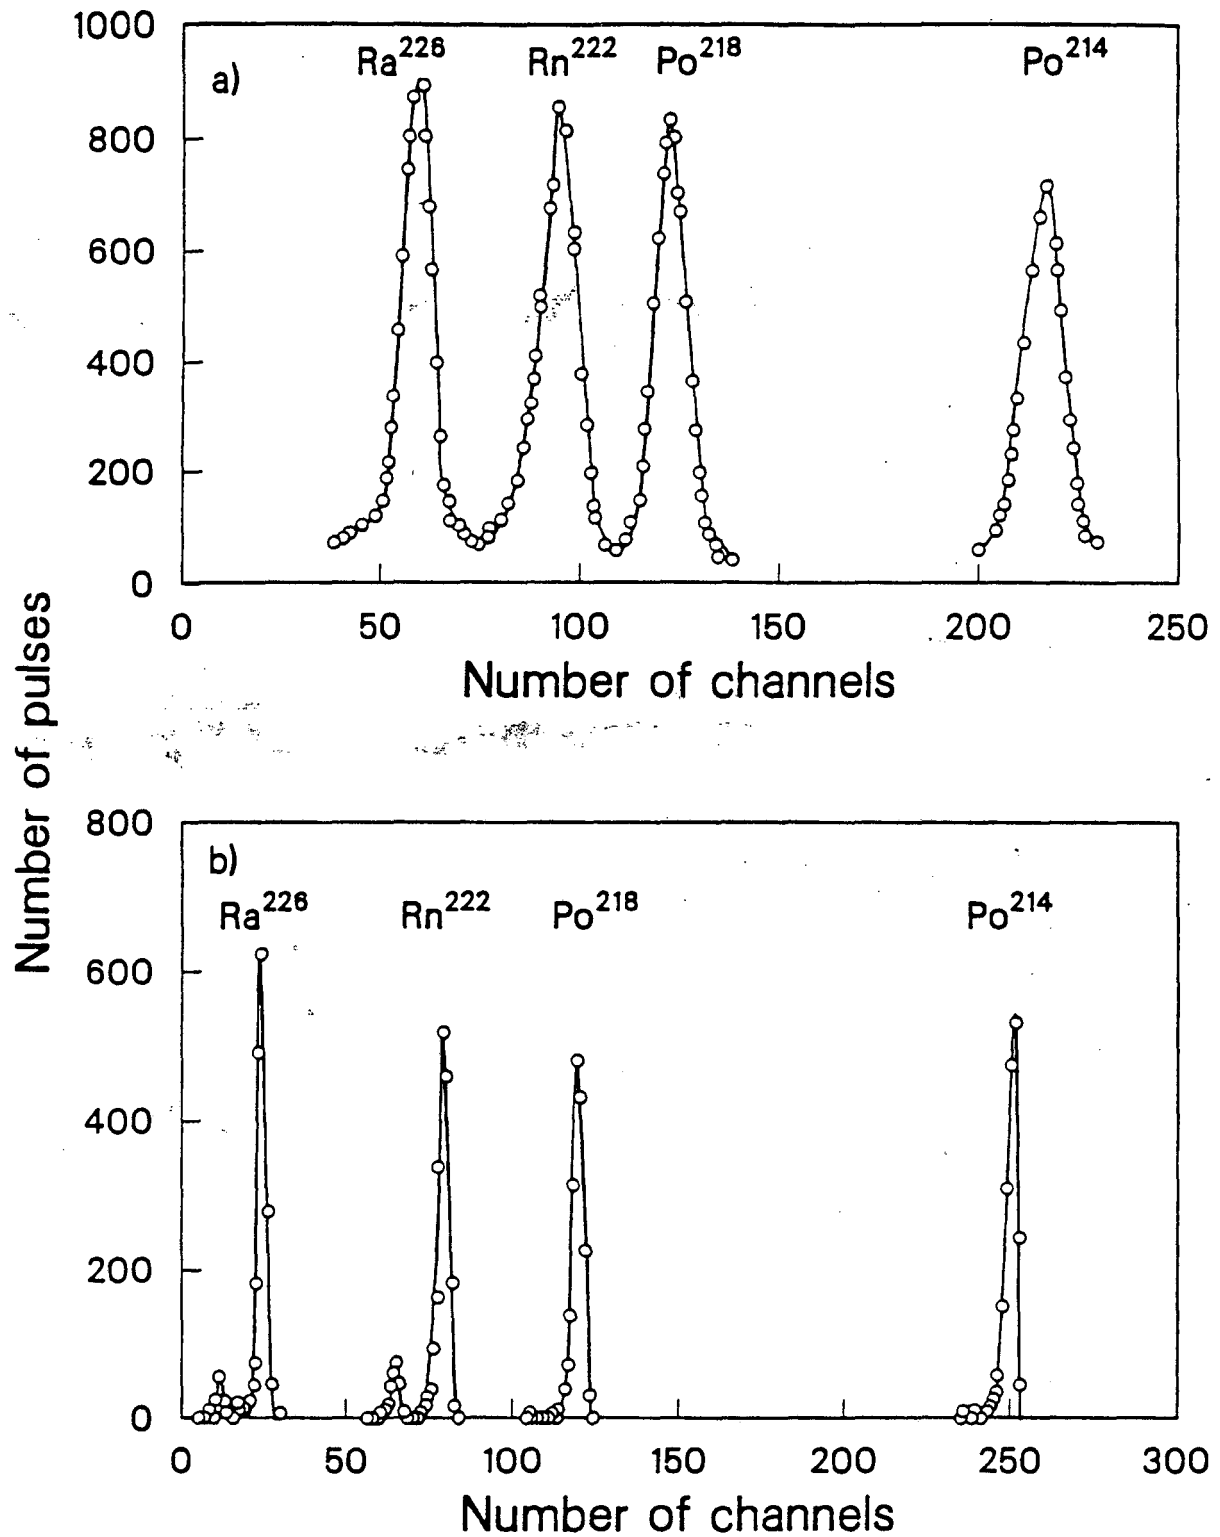 Number of pulses
1000
800
600
400
200
0
a)
Ra226
Rn222
Po218
Po214
0 50 100 150 200 250
Number of channels
800
600
400
200
0
b)
Ra226
Rn222
Po218
Po214
0 50 100 150 200 250 300
Number of channels